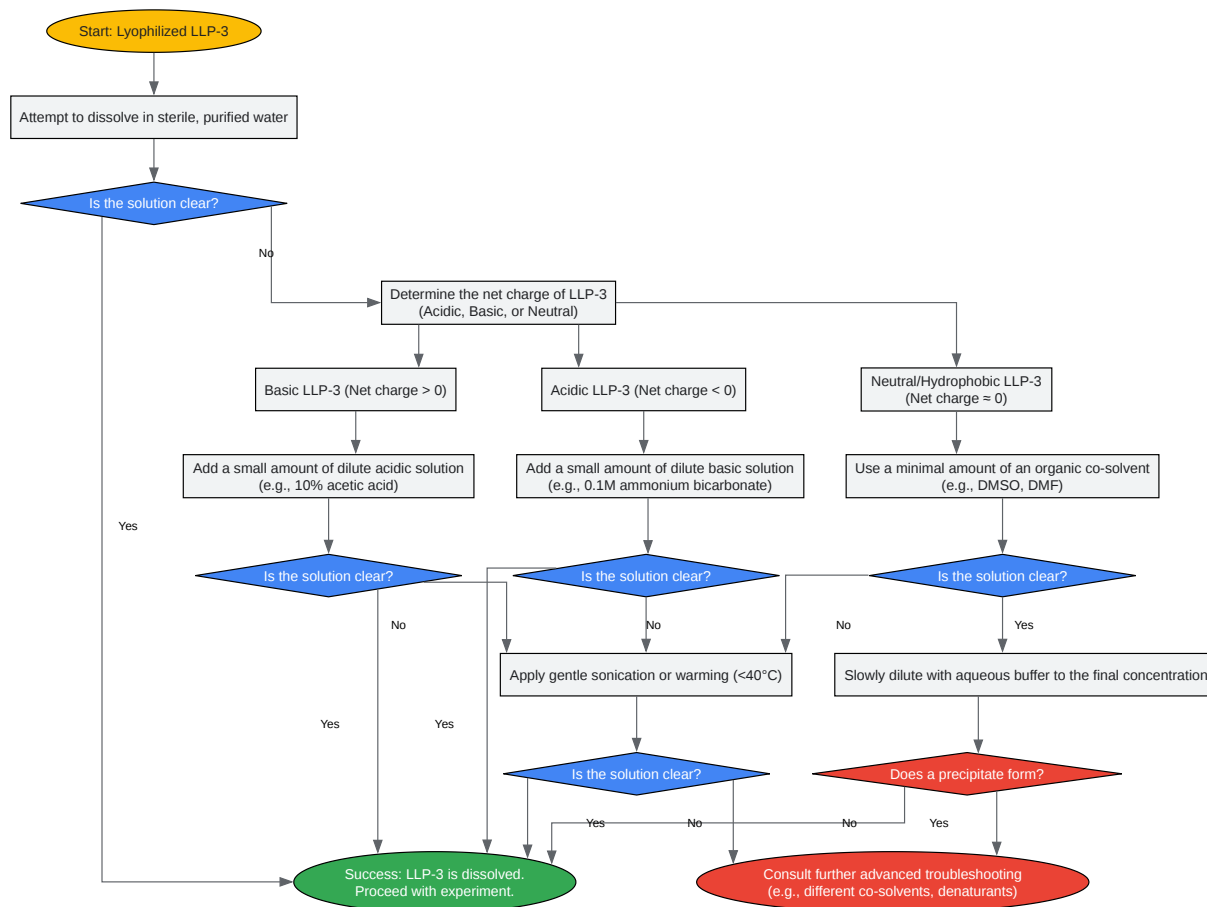 Start: Lyophilized LLP-3
Attempt to dissolve in sterile, purified water
Is the solution clear?
No
Determine the net charge of LLP-3
(Acidic, Basic, or Neutral)
Basic LLP-3 (Net charge > 0)
Acidic LLP-3 (Net charge < 0)
Neutral/Hydrophobic LLP-3
(Net charge ≈ 0)
Add a small amount of dilute acidic solution
(e.g., 10% acetic acid)
Add a small amount of dilute basic solution
(e.g., 0.1M ammonium bicarbonate)
Use a minimal amount of an organic co-solvent
(e.g., DMSO, DMF)
Yes
Is the solution clear?
Is the solution clear?
Is the solution clear?
No
No
No
Yes
Apply gentle sonication or warming (<40°C)
Slowly dilute with aqueous buffer to the final concentration
Yes
Yes
Is the solution clear?
Does a precipitate form?
Yes
No
No
Yes
Success: LLP-3 is dissolved.
Proceed with experiment.
Consult further advanced troubleshooting
(e.g., different co-solvents, denaturants)